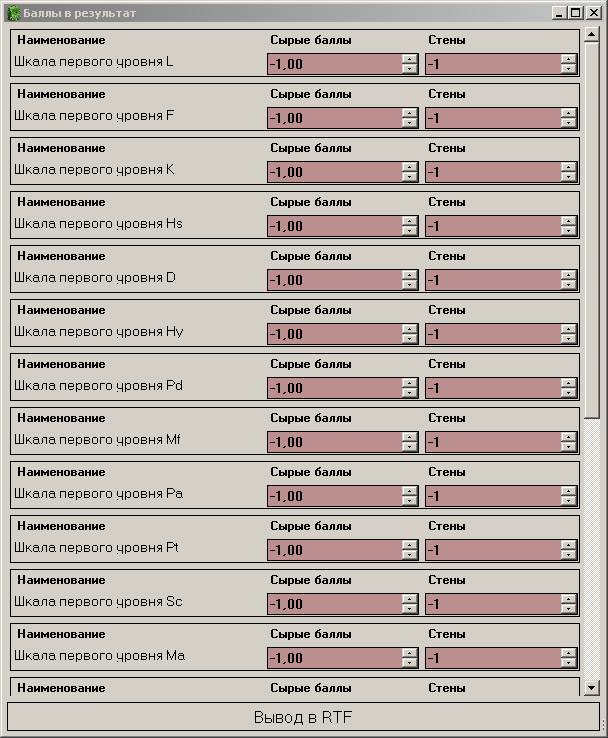 Баллы в результат
Наименование Сырые баллы Стены
Шкала первого уровня L -1,00 -1
Наименование Сырые баллы Стены
Шкала первого уровня F -1,00 -1
Наименование Сырые баллы Стены
Шкала первого уровня K -1,00 -1
Наименование Сырые баллы Стены
Шкала первого уровня Hs -1,00 -1
Наименование Сырые баллы Стены
Шкала первого уровня D -1,00 -1
Наименование Сырые баллы Стены
Шкала первого уровня Hy -1,00 -1
Наименование Сырые баллы Стены
Шкала первого уровня Pd -1,00 -1
Наименование Сырые баллы Стены
Шкала первого уровня Mf -1,00 -1
Наименование Сырые баллы Стены
Шкала первого уровня Pa -1,00 -1
Наименование Сырые баллы Стены
Шкала первого уровня Pt -1,00 -1
Наименование Сырые баллы Стены
Шкала первого уровня Sc -1,00 -1
Наименование Сырые баллы Стены
Шкала первого уровня Ma -1,00 -1
Наименование Сырые баллы Стены
Вывод в RTF